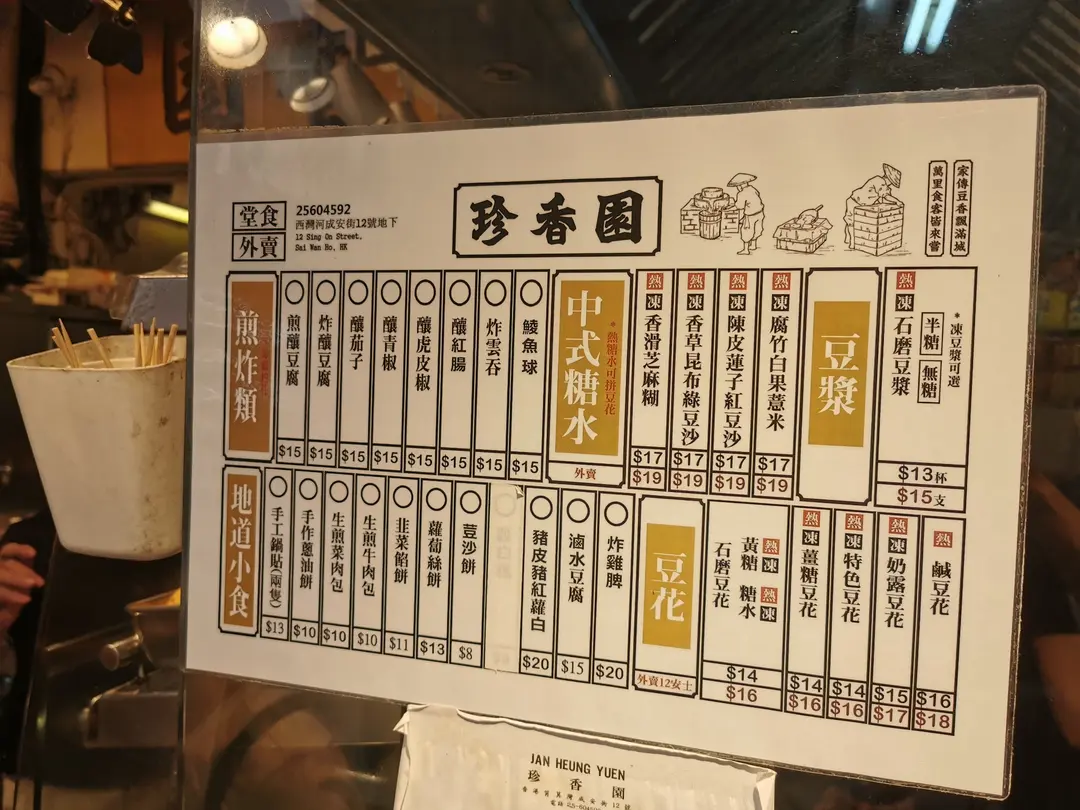 堂食
外賣
25604592
西灣河成安街12號地下
12 Sing On Street,
Sai Wan Ho, HK
珍香園
家傳豆香飄滿城
萬里食客皆來嘗
煎炸類
煎釀豆腐 $15
炸釀豆腐 $15
釀茄子 $15
釀青椒 $15
釀虎皮椒 $15
釀紅腸 $15
炸雲吞 $15
鯪魚球 $15
中式糖水
*熱糖水可拼豆花
外賣
熱 凍 香滑芝麻糊 $17 $19
熱 凍 香草昆布綠豆沙 $17 $19
熱 凍 陳皮蓮子紅豆沙 $17 $19
熱 凍 腐竹白果薏米 $17 $19
豆漿
熱 凍 石磨豆漿
半糖 無糖
*凍豆漿可選
$13杯
$15支
地道小食
手工鍋貼(兩隻) $13
手作蔥油餅 $10
生煎菜肉包 $10
生煎牛肉包 $10
韭菜餡餅 $11
蘿蔔絲餅 $13
荳沙餅 $8
豬皮豬紅蘿白 $20
滷水豆腐 $15
炸雞脾 $20
豆花
外賣12安士
石磨豆花
黃糖 熱 凍
糖水 熱 凍
$14
$16
熱 凍 薑糖豆花 $14 $16
熱 凍 特色豆花 $14 $16
熱 凍 奶露豆花 $15 $17
熱 鹹豆花 $16 $18
JAN HEUNG YUEN
珍香園